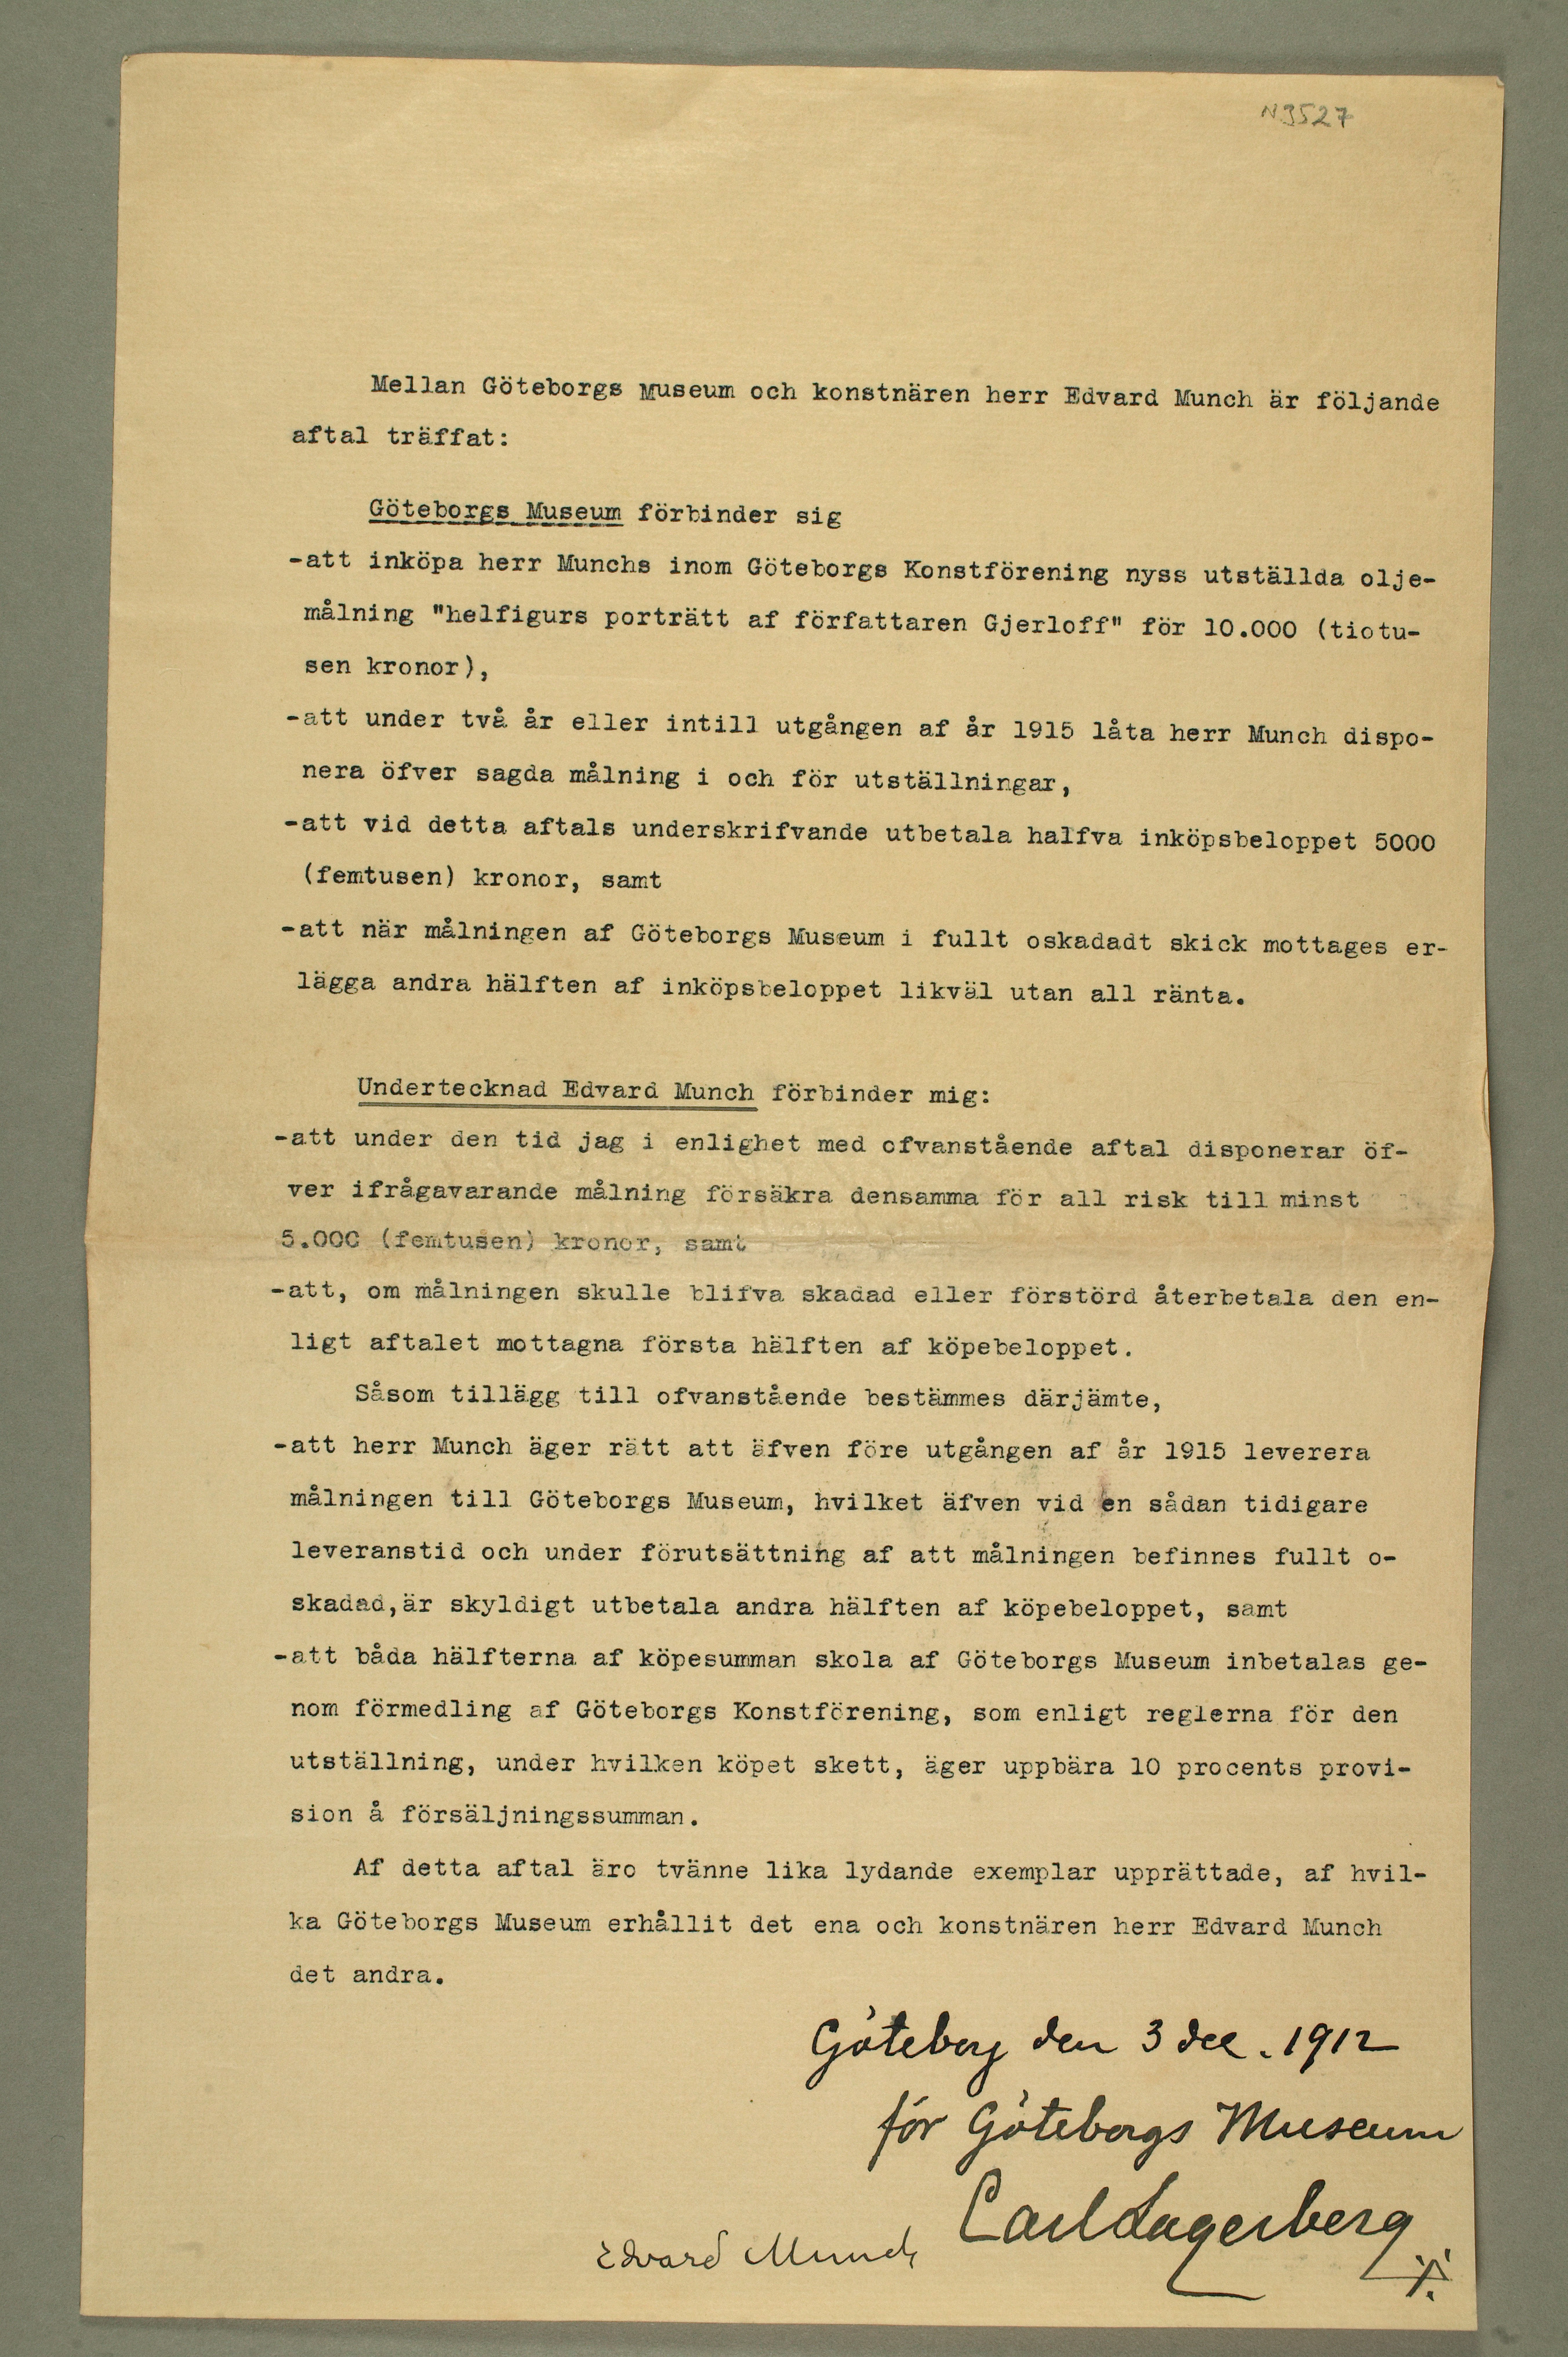 N3527
Mellan Göteborgs Museum och konstnären herr Edvard Munch är följande
aftal träffat:
Göteborgs Museum förbinder sig
-att inköpa herr Munchs inom Göteborgs Konstförening nyss utställda olje-
målning "helfigurs porträtt af författaren Gjerloff" för 10.000 (tiotu-
sen kronor),
-att under två år eller intill utgången af år 1915 låta herr Munch dispo-
nera öfver sagda målning i och för utställningar,
-att vid detta aftals underskrifvande utbetala halfva inköpsbeloppet 5000
(femtusen) kronor, samt
-att när målningen af Göteborgs Museum i fullt oskadadt skick mottages er-
lägga andra hälften af inköpsbeloppet likväl utan all ränta.
Undertecknad Edvard Munch förbinder mig:
-att under den tid jag i enlighet med ofvanstående aftal disponerar öf-
ver ifrågavarande målning försäkra densamma för all risk till minst
5.000 (femtusen) kronor, samt
-att, om målningen skulle blifva skadad eller förstörd återbetala den en-
ligt aftalet mottagna första hälften af köpebeloppet.
Såsom tillägg till ofvanstående bestämmes därjämte,
-att herr Munch äger rätt att äfven före utgången af år 1915 leverera
målningen till Göteborgs Museum, hvilket äfven vid en sådan tidigare
leveranstid och under förutsättning af att målningen befinnes fullt o-
skadad,är skyldigt utbetala andra hälften af köpebeloppet, samt
-att båda hälfterna af köpesumman skola af Göteborgs Museum inbetalas ge-
nom förmedling af Göteborgs Konstförening, som enligt reglerna för den
utställning, under hvilken köpet skett, äger uppbära 10 procents provi-
sion å försäljningssumman.
Af detta aftal äro tvänne lika lydande exemplar upprättade, af hvil-
ka Göteborgs Museum erhållit det ena och konstnären herr Edvard Munch
det andra.
Göteborg den 3 dec. 1912
för Göteborgs Museum
Carl Lagerberg
Edvard Munch